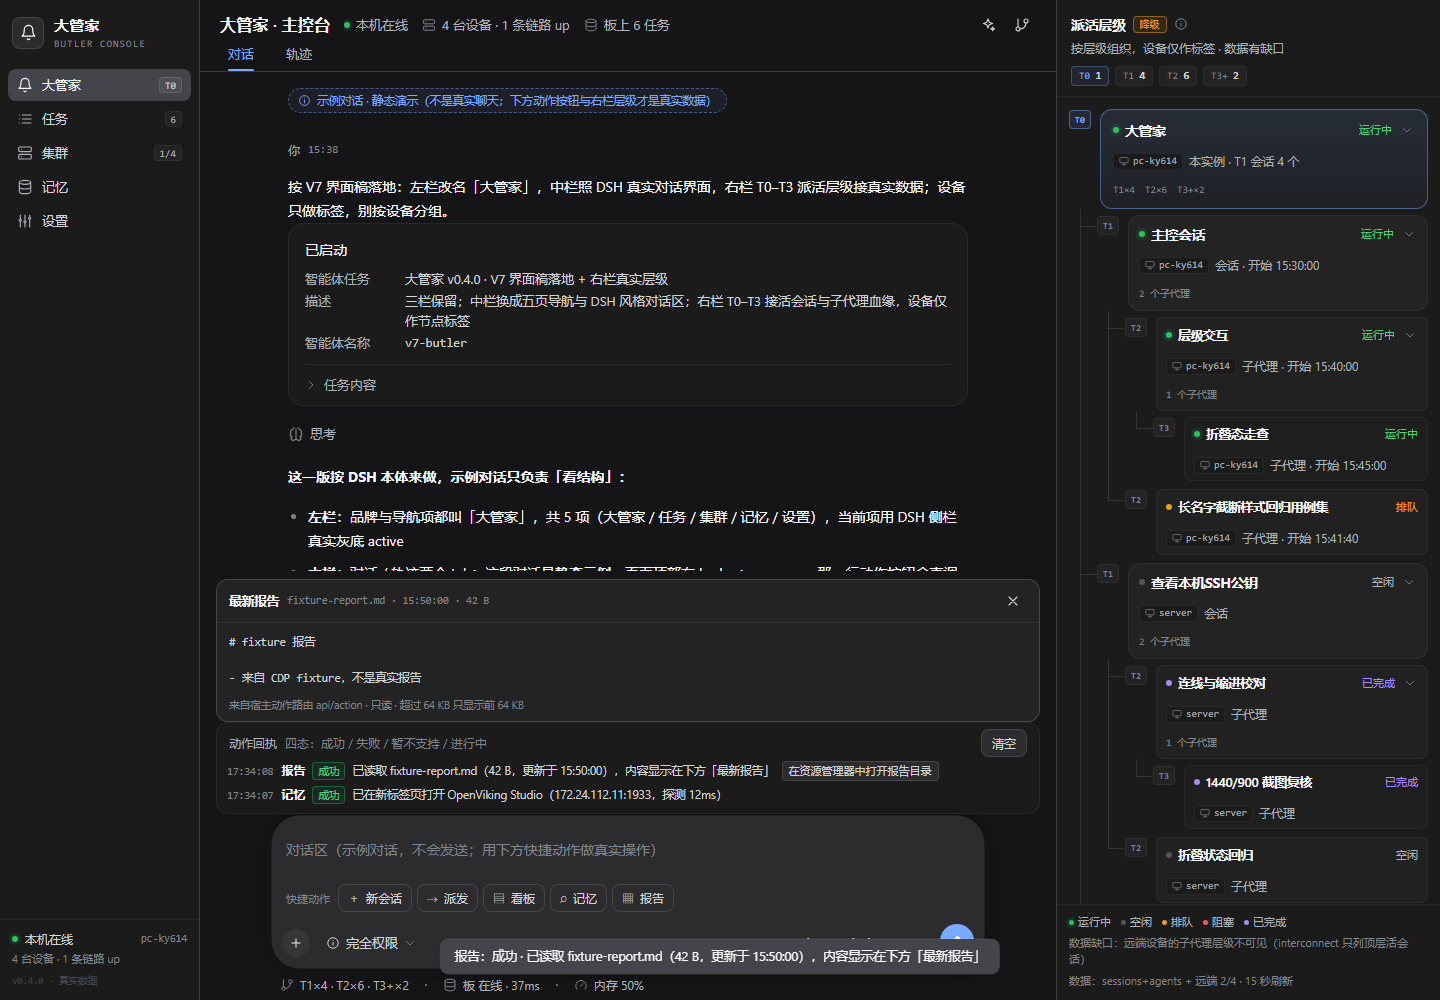 大管家
BUTLER CONSOLE
大管家 T0
任务 6
集群 1/4
记忆
设置
本机在线 pc-ky614
4 台设备 · 1 条链路 up
v0.4.0 · 真实数据
大管家 · 主控台 本机在线 4 台设备 · 1 条链路 up 板上 6 任务
对话 轨迹
示例对话 · 静态演示（不是真实聊天；下方动作按钮与右栏层级才是真实数据）
你 15:38
按 V7 界面稿落地：左栏改名「大管家」，中栏照 DSH 真实对话界面，右栏 T0–T3 派活层级接真实数据；设备
只做标签，别按设备分组。
已启动
智能体任务 大管家 v0.4.0 · V7 界面稿落地 + 右栏真实层级
描述 三栏保留；中栏换成五页导航与 DSH 风格对话区；右栏 T0–T3 接活会话与子代理血缘，设备仅
作节点标签
智能体名称 v7-butler
任务内容
思考
这一版按 DSH 本体来做，示例对话只负责「看结构」：
• 左栏：品牌与导航项都叫「大管家」，共 5 项（大管家 / 任务 / 集群 / 记忆 / 设置），当前项用 DSH 侧栏
真实灰底 active
最新报告 fixture-report.md · 15:50:00 · 42 B
# fixture 报告
- 来自 CDP fixture，不是真实报告
来自宿主动作路由 api/action · 只读 · 超过 64 KB 只显示前 64 KB
动作回执 四态：成功 / 失败 / 暂不支持 / 进行中 清空
17:34:08 报告 成功 已读取 fixture-report.md（42 B，更新于 15:50:00），内容显示在下方「最新报告」 在资源管理器中打开报告目录
17:34:07 记忆 成功 已在新标签页打开 OpenViking Studio（172.24.112.11:1933，探测 12ms）
对话区（示例对话，不会发送；用下方快捷动作做真实操作）
快捷动作 + 新会话 派发 看板 记忆 报告
+ 完全权限
报告：成功 · 已读取 fixture-report.md（42 B，更新于 15:50:00），内容显示在下方「最新报告」
T1×4 · T2×6 · T3+×2 · 板 在线 · 37ms · 内存 50%
派活层级 降级
按层级组织，设备仅作标签 · 数据有缺口
T0 1 T1 4 T2 6 T3+ 2
T0 大管家 运行中
pc-ky614 本实例 · T1 会话 4 个
T1×4 T2×6 T3+×2
T1 主控会话 运行中
pc-ky614 会话 · 开始 15:30:00
2 个子代理
T2 层级交互 运行中
pc-ky614 子代理 · 开始 15:40:00
1 个子代理
T3 折叠态走查 运行中
pc-ky614 子代理 · 开始 15:45:00
T2 长名字截断样式回归用例集 排队
pc-ky614 子代理 · 开始 15:41:40
T1 查看本机SSH公钥 空闲
server 会话
2 个子代理
T2 连线与缩进校对 已完成
server 子代理
1 个子代理
T3 1440/900 截图复核 已完成
server 子代理
T2 折叠状态回归 空闲
server 子代理
运行中 空闲 排队 阻塞 已完成
数据缺口：远端设备的子代理层级不可见（interconnect 只列顶层活会
话）
数据：sessions+agents + 远端 2/4 · 15 秒刷新